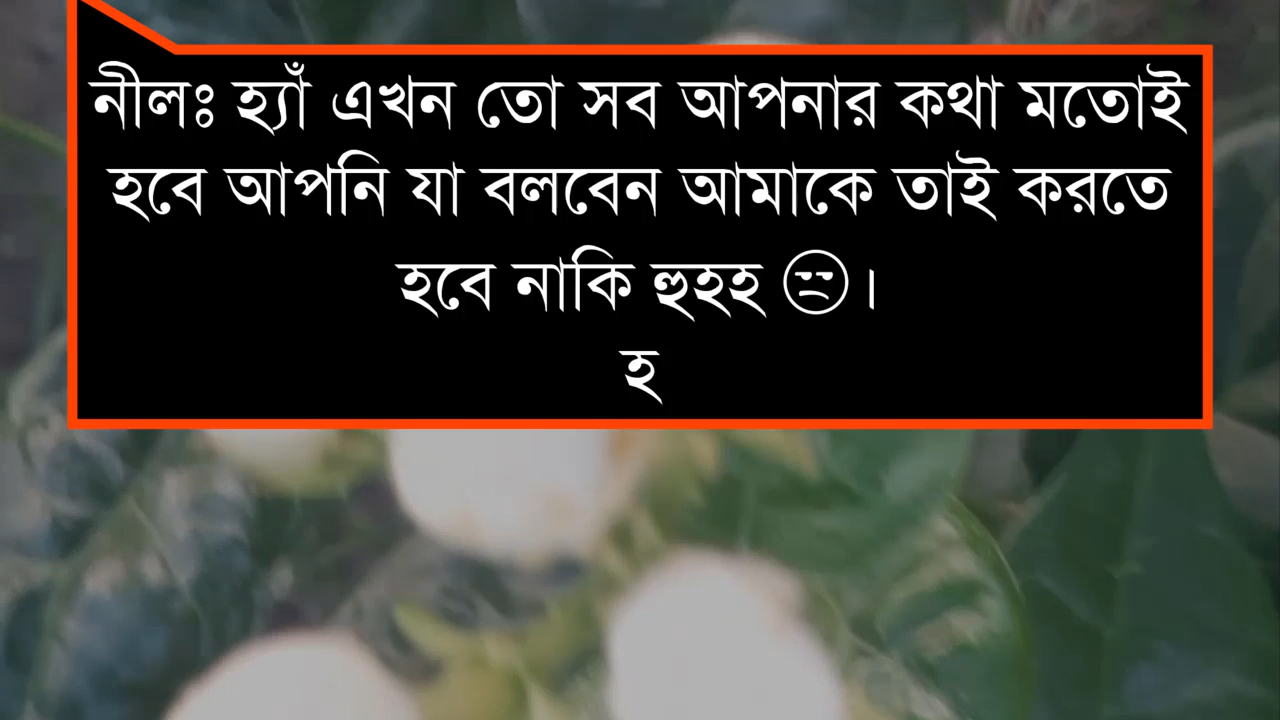 নীলঃ হ্যাঁ এখন তো সব আপনার কথা মতোই
হবে আপনি যা বলবেন আমাকে তাই করতে
হবে নাকি হুহহ 😒।
হ